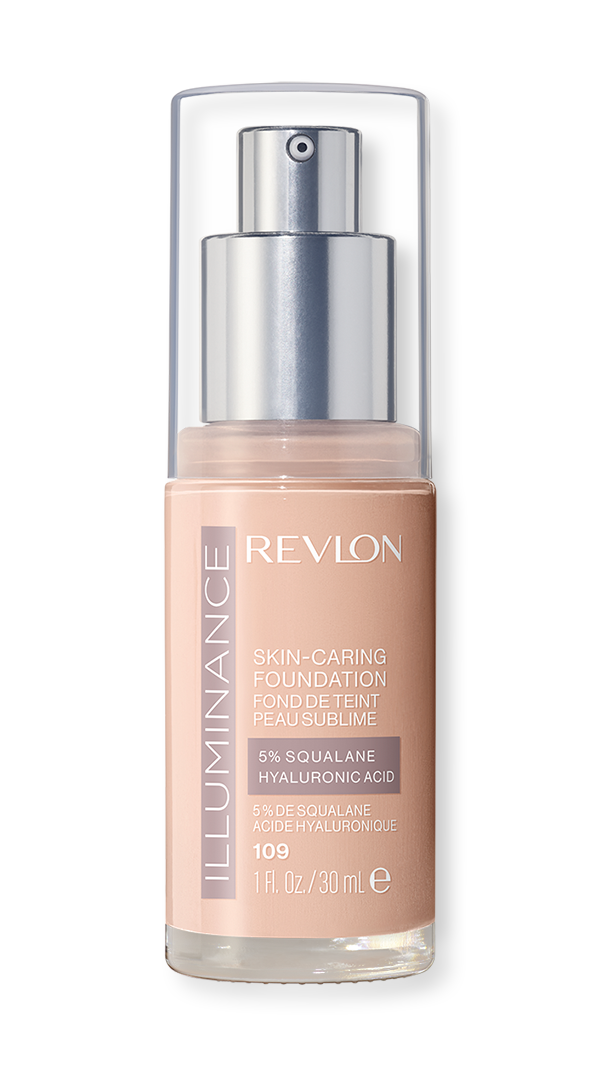 REVLON
ILLUMINANCE
SKIN-CARING
FOUNDATION
FOND DE TEINT
PEAU SUBLIME
5% SQUALANE
HYALURONIC ACID
5% DE SQUALANE
ACIDE HYALURONIQUE
109
1 Fl. Oz./30 mL e